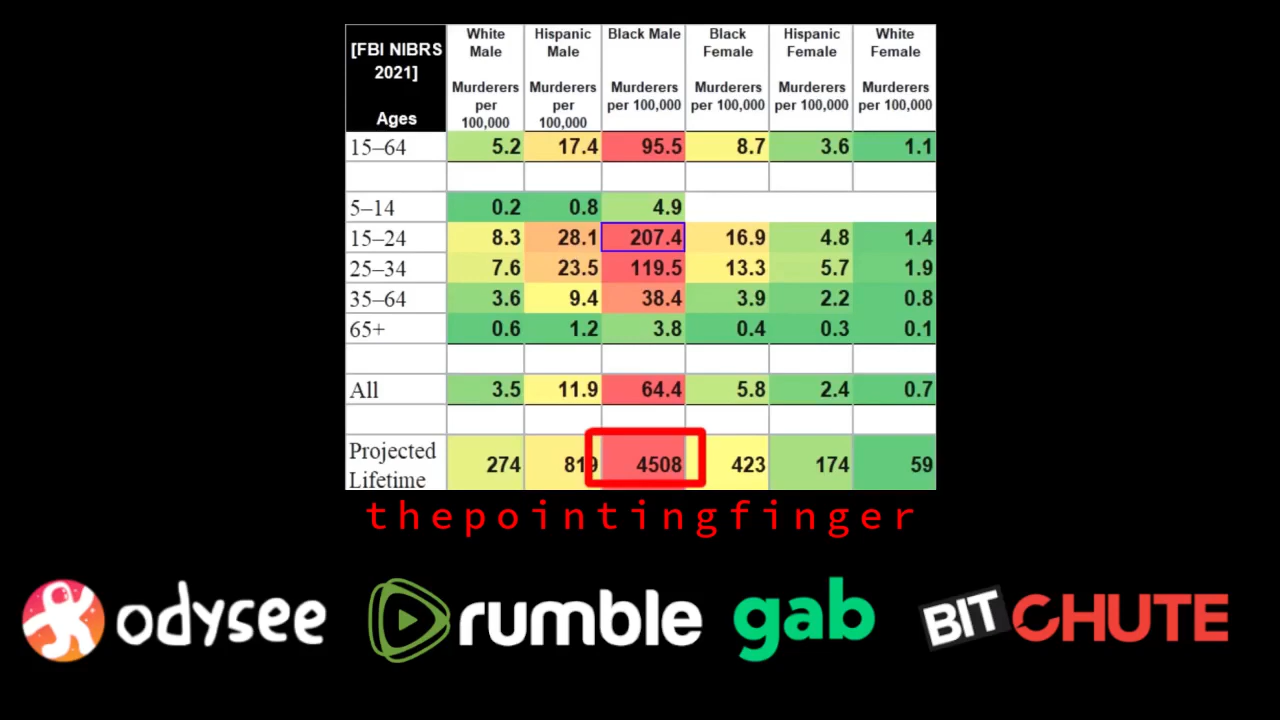 [FBI NIBRS 2021] Ages | White Male Murderers per 100,000 | Hispanic Male Murderers per 100,000 | Black Male Murderers per 100,000 | Black Female Murderers per 100,000 | Hispanic Female Murderers per 100,000 | White Female Murderers per 100,000
15–64 5.2 17.4 95.5 8.7 3.6 1.1
5–14 0.2 0.8 4.9
15–24 8.3 28.1 207.4 16.9 4.8 1.4
25–34 7.6 23.5 119.5 13.3 5.7 1.9
35–64 3.6 9.4 38.4 3.9 2.2 0.8
65+ 0.6 1.2 3.8 0.4 0.3 0.1
All 3.5 11.9 64.4 5.8 2.4 0.7
Projected Lifetime 274 819 4508 423 174 59
thepointingfinger
odysee rumble gab BITCHUTE